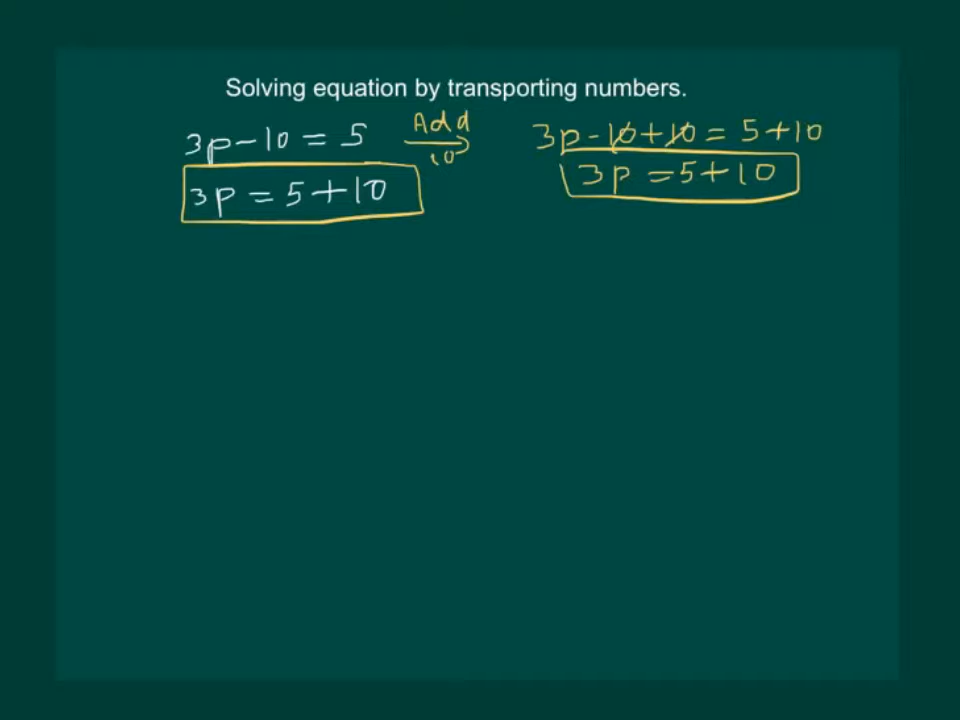 Solving equation by transporting numbers.
3p - 10 = 5
Add
10
3p - 10 + 10 = 5 + 10
3p = 5 + 10
3p = 5 + 10